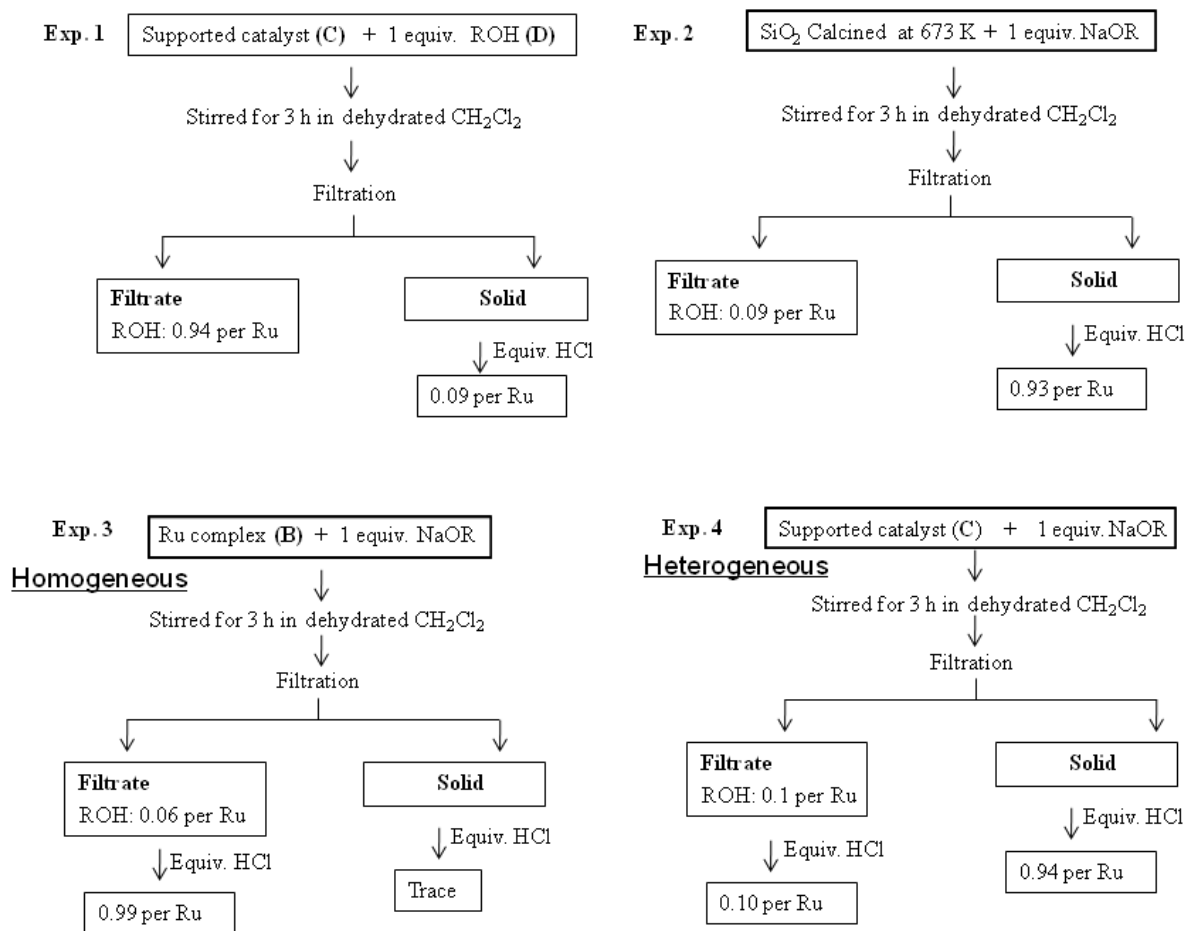 Exp. 1
Supported catalyst (C) + 1 equiv. ROH (D)
Stirred for 3 h in dehydrated CH₂Cl₂
Filtration
Filtrate
ROH: 0.94 per Ru
Solid
Equiv. HCl
0.09 per Ru
Exp. 2
SiO₂ Calcined at 673 K + 1 equiv. NaOR
Stirred for 3 h in dehydrated CH₂Cl₂
Filtration
Filtrate
ROH: 0.09 per Ru
Solid
Equiv. HCl
0.93 per Ru
Exp. 3
Homogeneous
Ru complex (B) + 1 equiv. NaOR
Stirred for 3 h in dehydrated CH₂Cl₂
Filtration
Filtrate
ROH: 0.06 per Ru
Equiv. HCl
0.99 per Ru
Solid
Equiv. HCl
Trace
Exp. 4
Heterogeneous
Supported catalyst (C) + 1 equiv. NaOR
Stirred for 3 h in dehydrated CH₂Cl₂
Filtration
Filtrate
ROH: 0.1 per Ru
Equiv. HCl
0.10 per Ru
Solid
Equiv. HCl
0.94 per Ru